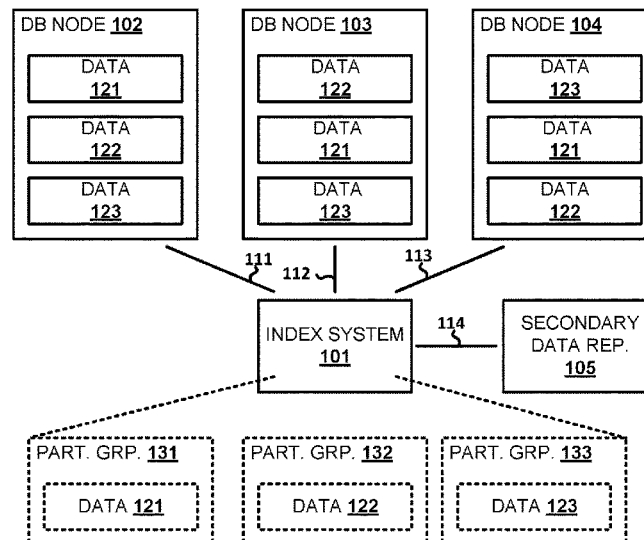 DB NODE 102
DATA
121
DATA
122
DATA
123
DB NODE 103
DATA
122
DATA
121
DATA
123
DB NODE 104
DATA
123
DATA
121
DATA
122
111
112
113
INDEX SYSTEM
101
114
SECONDARY
DATA REP.
105
PART. GRP. 131
DATA 121
PART. GRP. 132
DATA 122
PART. GRP. 133
DATA 123